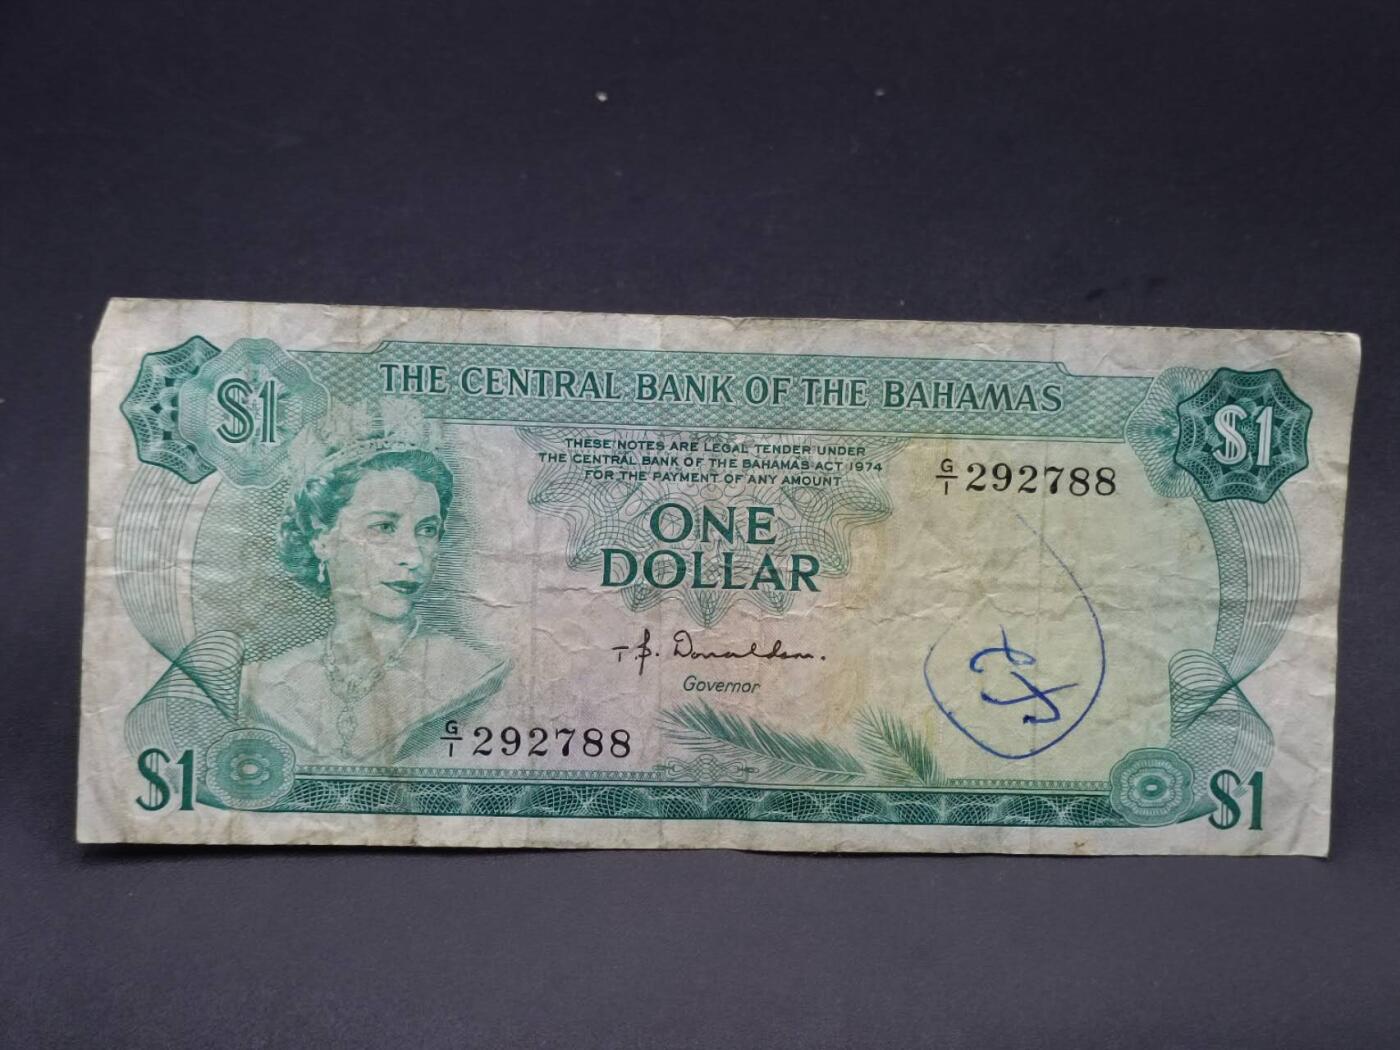 $1
THE CENTRAL BANK OF THE BAHAMAS
$1
THESE NOTES ARE LEGAL TENDER UNDER
THE CENTRAL BANK OF THE BAHAMAS ACT 1974
FOR THE PAYMENT OF ANY AMOUNT
G/1 292788
ONE
DOLLAR
T. B. Donaldson.
Governor
G/1 292788
$1
$1